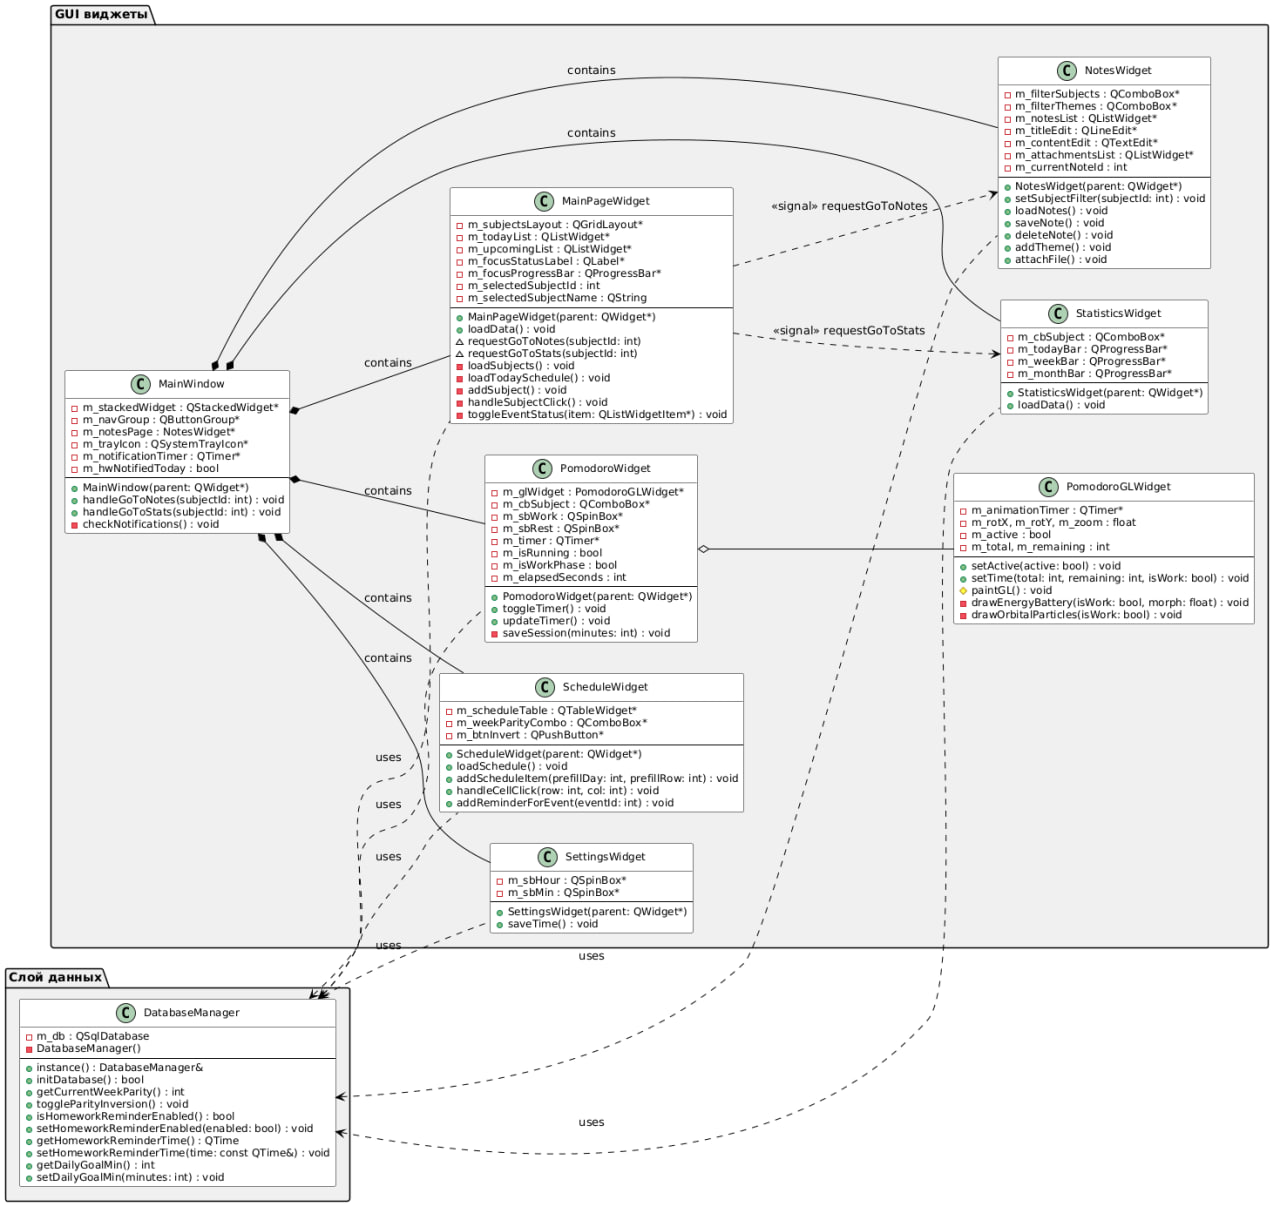 GUI виджеты
contains
contains
C NotesWidget
m_filterSubjects : QComboBox*
m_filterThemes : QComboBox*
m_notesList : QListWidget*
m_titleEdit : QLineEdit*
m_contentEdit : QTextEdit*
m_attachmentsList : QListWidget*
m_currentNoteId : int
NotesWidget(parent: QWidget*)
setSubjectFilter(subjectId: int) : void
loadNotes() : void
saveNote() : void
deleteNote() : void
addTheme() : void
attachFile() : void
C MainPageWidget
m_subjectsLayout : QGridLayout*
m_todayList : QListWidget*
m_upcomingList : QListWidget*
m_focusStatusLabel : QLabel*
m_focusProgressBar : QProgressBar*
m_selectedSubjectId : int
m_selectedSubjectName : QString
MainPageWidget(parent: QWidget*)
loadData() : void
requestGoToNotes(subjectId: int)
requestGoToStats(subjectId: int)
loadSubjects() : void
loadTodaySchedule() : void
addSubject() : void
handleSubjectClick() : void
toggleEventStatus(item: QListWidgetItem*) : void
«signal» requestGoToNotes
«signal» requestGoToStats
C StatisticsWidget
m_cbSubject : QComboBox*
m_todayBar : QProgressBar*
m_weekBar : QProgressBar*
m_monthBar : QProgressBar*
StatisticsWidget(parent: QWidget*)
loadData() : void
C MainWindow
m_stackedWidget : QStackedWidget*
m_navGroup : QButtonGroup*
m_notesPage : NotesWidget*
m_trayIcon : QSystemTrayIcon*
m_notificationTimer : QTimer*
m_hwNotifiedToday : bool
MainWindow(parent: QWidget*)
handleGoToNotes(subjectId: int) : void
handleGoToStats(subjectId: int) : void
checkNotifications() : void
contains
contains
contains
contains
C PomodoroWidget
m_glWidget : PomodoroGLWidget*
m_cbSubject : QComboBox*
m_sbWork : QSpinBox*
m_sbRest : QSpinBox*
m_timer : QTimer*
m_isRunning : bool
m_isWorkPhase : bool
m_elapsedSeconds : int
PomodoroWidget(parent: QWidget*)
toggleTimer() : void
updateTimer() : void
saveSession(minutes: int) : void
C PomodoroGLWidget
m_animationTimer : QTimer*
m_rotX, m_rotY, m_zoom : float
m_active : bool
m_total, m_remaining : int
setActive(active: bool) : void
setTime(total: int, remaining: int, isWork: bool) : void
paintGL() : void
drawEnergyBattery(isWork: bool, morph: float) : void
drawOrbitalParticles(isWork: bool) : void
C ScheduleWidget
m_scheduleTable : QTableWidget*
m_weekParityCombo : QComboBox*
m_btnInvert : QPushButton*
ScheduleWidget(parent: QWidget*)
loadSchedule() : void
addScheduleItem(prefillDay: int, prefillRow: int) : void
handleCellClick(row: int, col: int) : void
addReminderForEvent(eventId: int) : void
uses
uses
uses
C SettingsWidget
m_sbHour : QSpinBox*
m_sbMin : QSpinBox*
SettingsWidget(parent: QWidget*)
saveTime() : void
uses
uses
Слой данных
C DatabaseManager
m_db : QSqlDatabase
DatabaseManager()
instance() : DatabaseManager&
initDatabase() : bool
getCurrentWeekParity() : int
toggleParityInversion() : void
isHomeworkReminderEnabled() : bool
setHomeworkReminderEnabled(enabled: bool) : void
getHomeworkReminderTime() : QTime
setHomeworkReminderTime(time: const QTime&) : void
getDailyGoalMin() : int
setDailyGoalMin(minutes: int) : void
uses